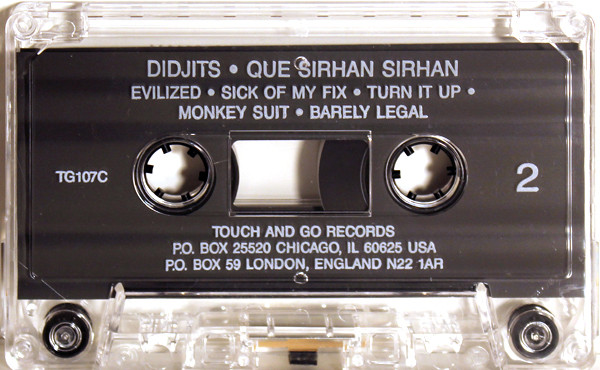 DIDJITS • QUE SIRHAN SIRHAN
EVILIZED • SICK OF MY FIX • TURN IT UP •
MONKEY SUIT • BARELY LEGAL
TG107C
2
TOUCH AND GO RECORDS
P.O. BOX 25520 CHICAGO, IL 60625 USA
P.O. BOX 59 LONDON, ENGLAND N22 1AR